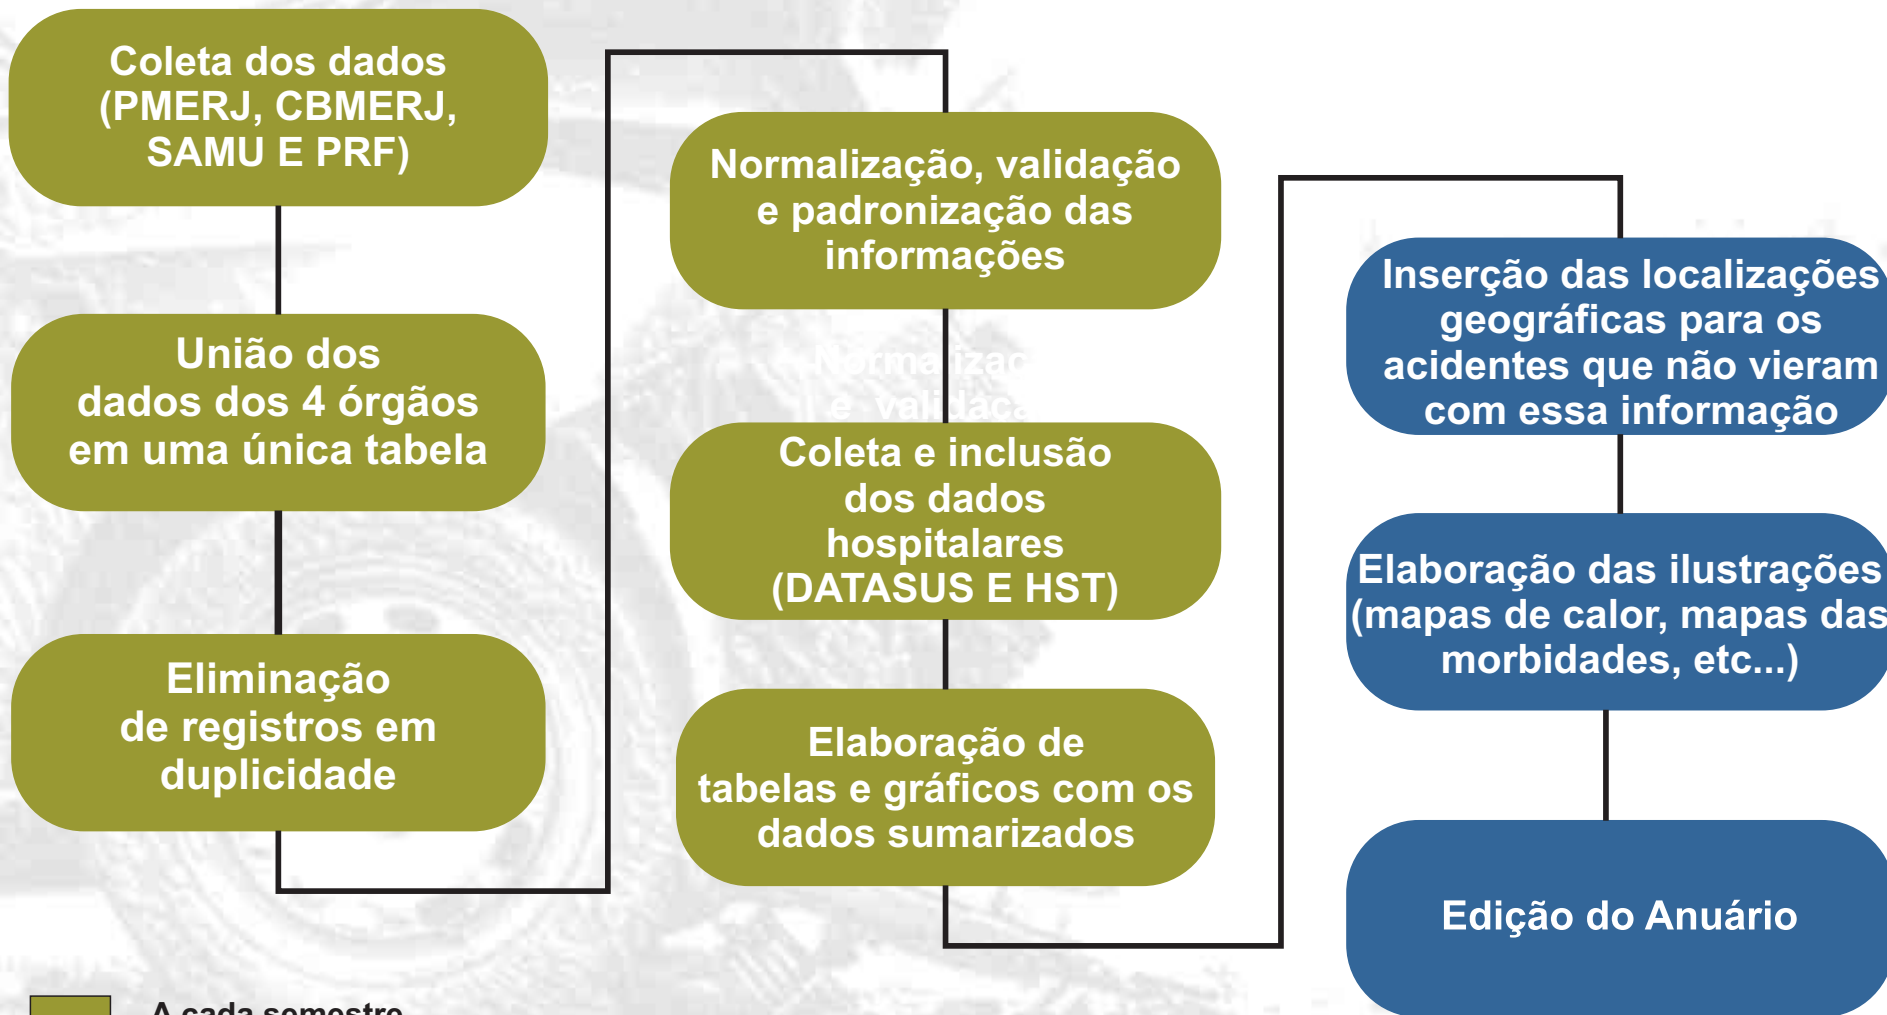 Coleta dos dados
(PMERJ, CBMERJ,
SAMU E PRF)
União dos
dados dos 4 órgãos
em uma única tabela
Eliminação
de registros em
duplicidade
Normalização, validação
e padronização das
informações
Coleta e inclusão
dos dados
hospitalares
(DATASUS E HST)
Elaboração de
tabelas e gráficos com os
dados sumarizados
Inserção das localizações
geográficas para os
acidentes que não vieram
com essa informação
Elaboração das ilustrações
(mapas de calor, mapas das
morbidades, etc...)
Edição do Anuário
A cada semestre